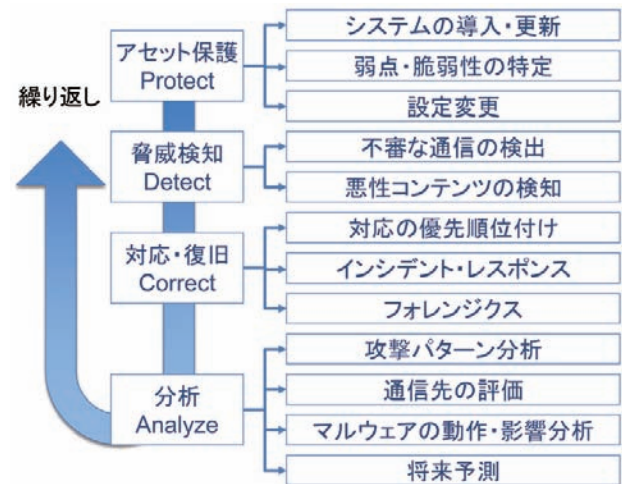 繰り返し
アセット保護
Protect
システムの導入・更新
弱点・脆弱性の特定
設定変更
脅威検知
Detect
不審な通信の検出
悪性コンテンツの検知
対応・復旧
Correct
対応の優先順位付け
インシデント・レスポンス
フォレンジクス
分析
Analyze
攻撃パターン分析
通信先の評価
マルウェアの動作・影響分析
将来予測